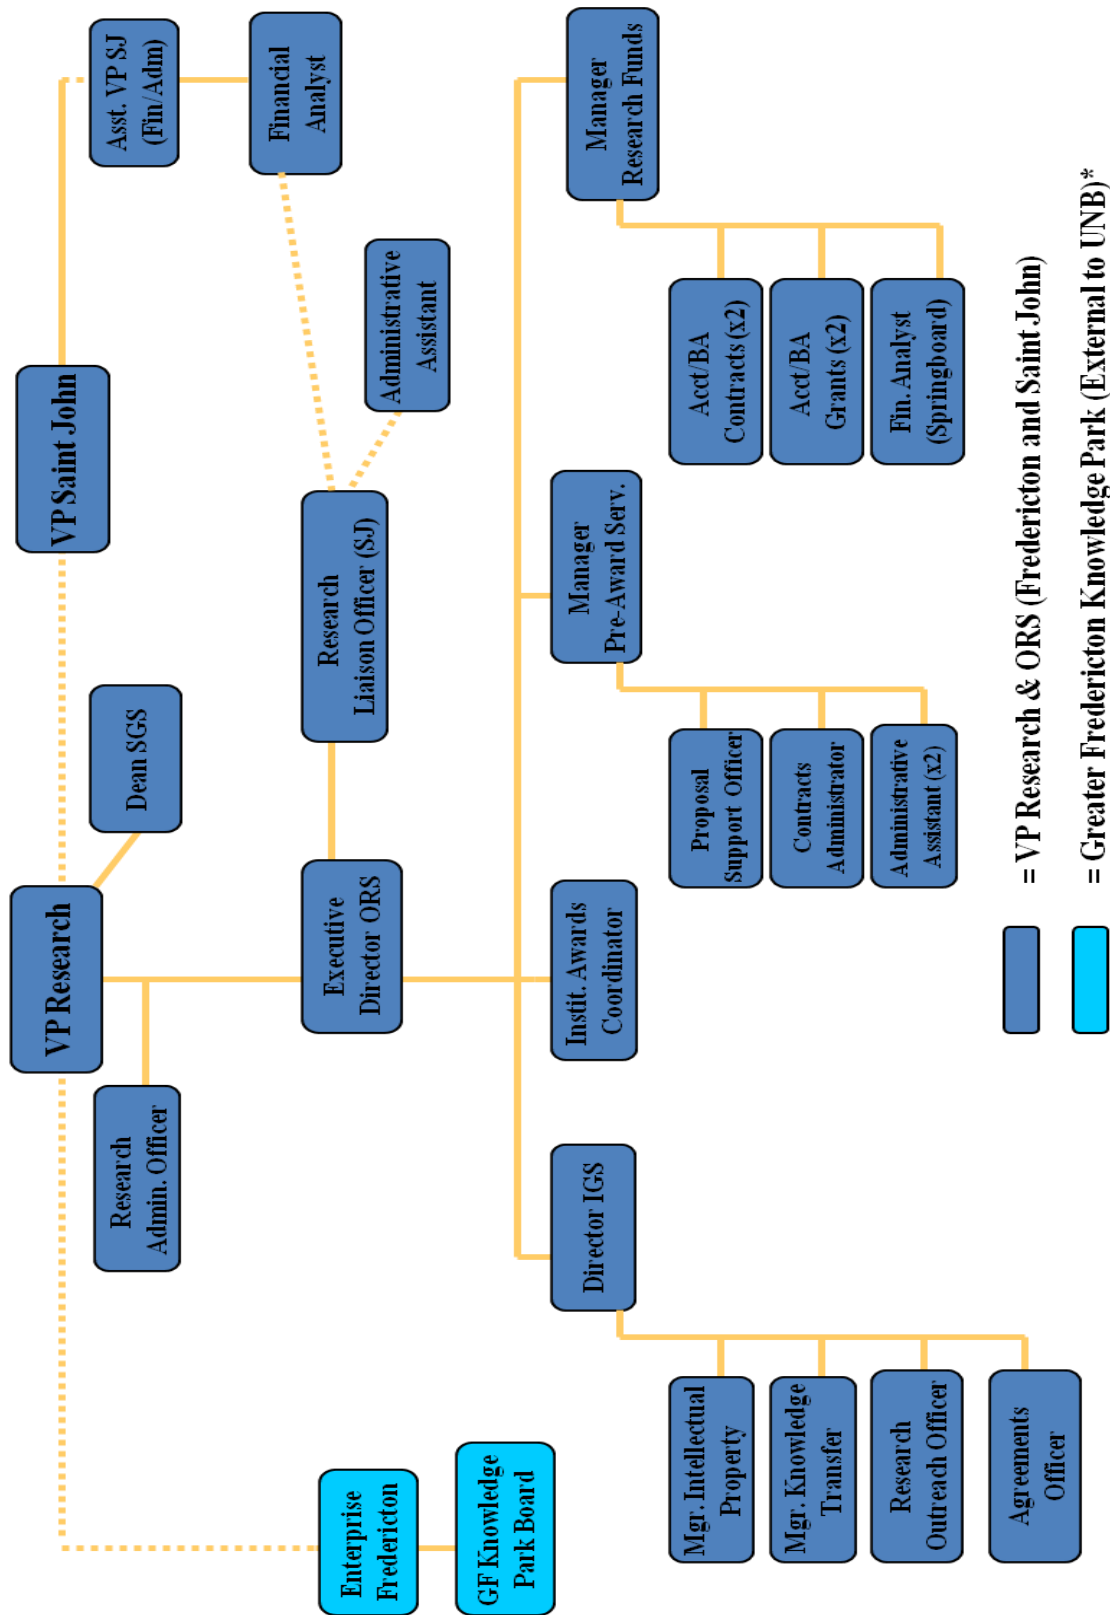 VP Research
VP Saint John
Research
Admin. Officer
Dean SGS
Asst. VP SJ
(Fin/Adm)
Enterprise
Fredericton
Executive
Director ORS
Research
Liaison Officer (SJ)
Administrative
Assistant
Financial
Analyst
GF Knowledge
Park Board
Director IGS
Instit. Awards
Coordinator
Manager
Pre-Award Serv.
Manager
Research Funds
Mgr. Intellectual
Property
Mgr. Knowledge
Transfer
Research
Outreach Officer
Agreements
Officer
Proposal
Support Officer
Contracts
Administrator
Administrative
Assistant (x2)
Acct/BA
Contracts (x2)
Acct/BA
Grants (x2)
Fin. Analyst
(Springboard)
= VP Research & ORS (Fredericton and Saint John)
= Greater Fredericton Knowledge Park (External to UNB)*